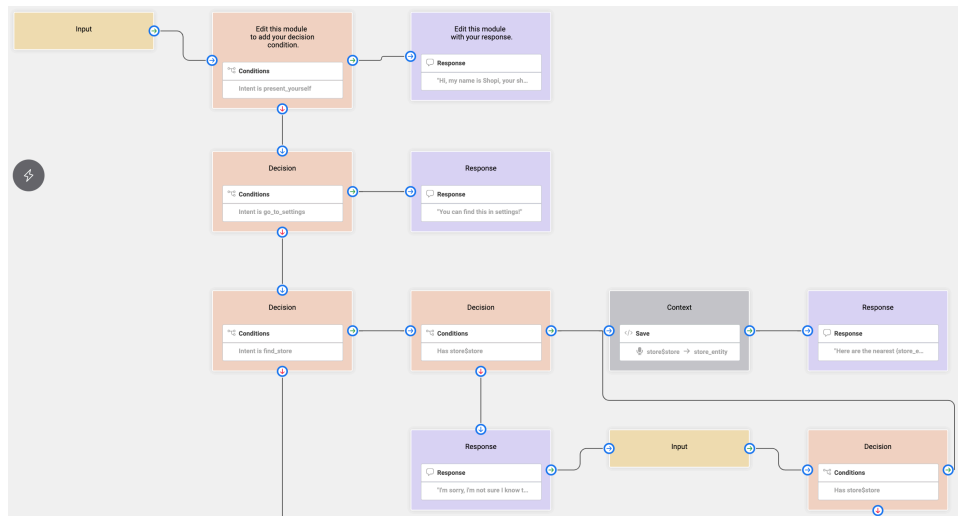 Input
Edit this module
to add your decision
condition.
Conditions
Intent is present_yourself
Edit this module
with your response.
Response
"Hi, my name is Shopi, your sh...
Decision
Conditions
Intent is go_to_settings
Response
Response
"You can find this in settings!"
Decision
Conditions
Intent is find_store
Decision
Conditions
Has store$store
Context
</> Save
store$store → store_entity
Response
Response
"Here are the nearest {store_e...
Response
Response
"I'm sorry, I'm not sure I know t...
Input
Decision
Conditions
Has store$store